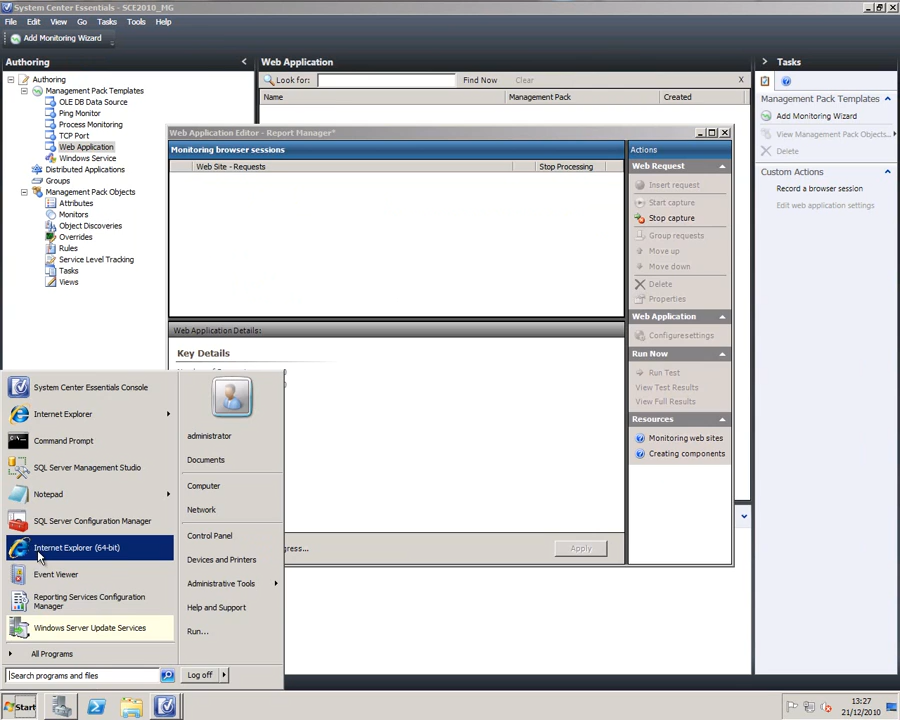 System Center Essentials - SCE2010_MG
File Edit View Go Tasks Tools Help
Add Monitoring Wizard
Authoring
Authoring
Management Pack Templates
OLE DB Data Source
Ping Monitor
Process Monitoring
TCP Port
Web Application
Windows Service
Distributed Applications
Groups
Management Pack Objects
Attributes
Monitors
Object Discoveries
Overrides
Rules
Service Level Tracking
Tasks
Views
Web Application
Look for: Find Now Clear X
Name Management Pack Created
Web Application Editor - Report Manager*
Monitoring browser sessions
Web Site - Requests Stop Processing
Web Application Details:
Key Details
gress...
Apply
Actions
Web Request
Insert request
Start capture
Stop capture
Group requests
Move up
Move down
Delete
Properties
Web Application
Configure settings
Run Now
Run Test
View Test Results
View Full Results
Resources
Monitoring web sites
Creating components
Tasks
Management Pack Templates
Add Monitoring Wizard
View Management Pack Objects...
Delete
Custom Actions
Record a browser session
Edit web application settings
System Center Essentials Console
Internet Explorer
Command Prompt
SQL Server Management Studio
Notepad
SQL Server Configuration Manager
Internet Explorer (64-bit)
Event Viewer
Reporting Services Configuration
Manager
Windows Server Update Services
All Programs
Search programs and files
administrator
Documents
Computer
Network
Control Panel
Devices and Printers
Administrative Tools
Help and Support
Run...
Log off
Start
13:27
21/12/2010